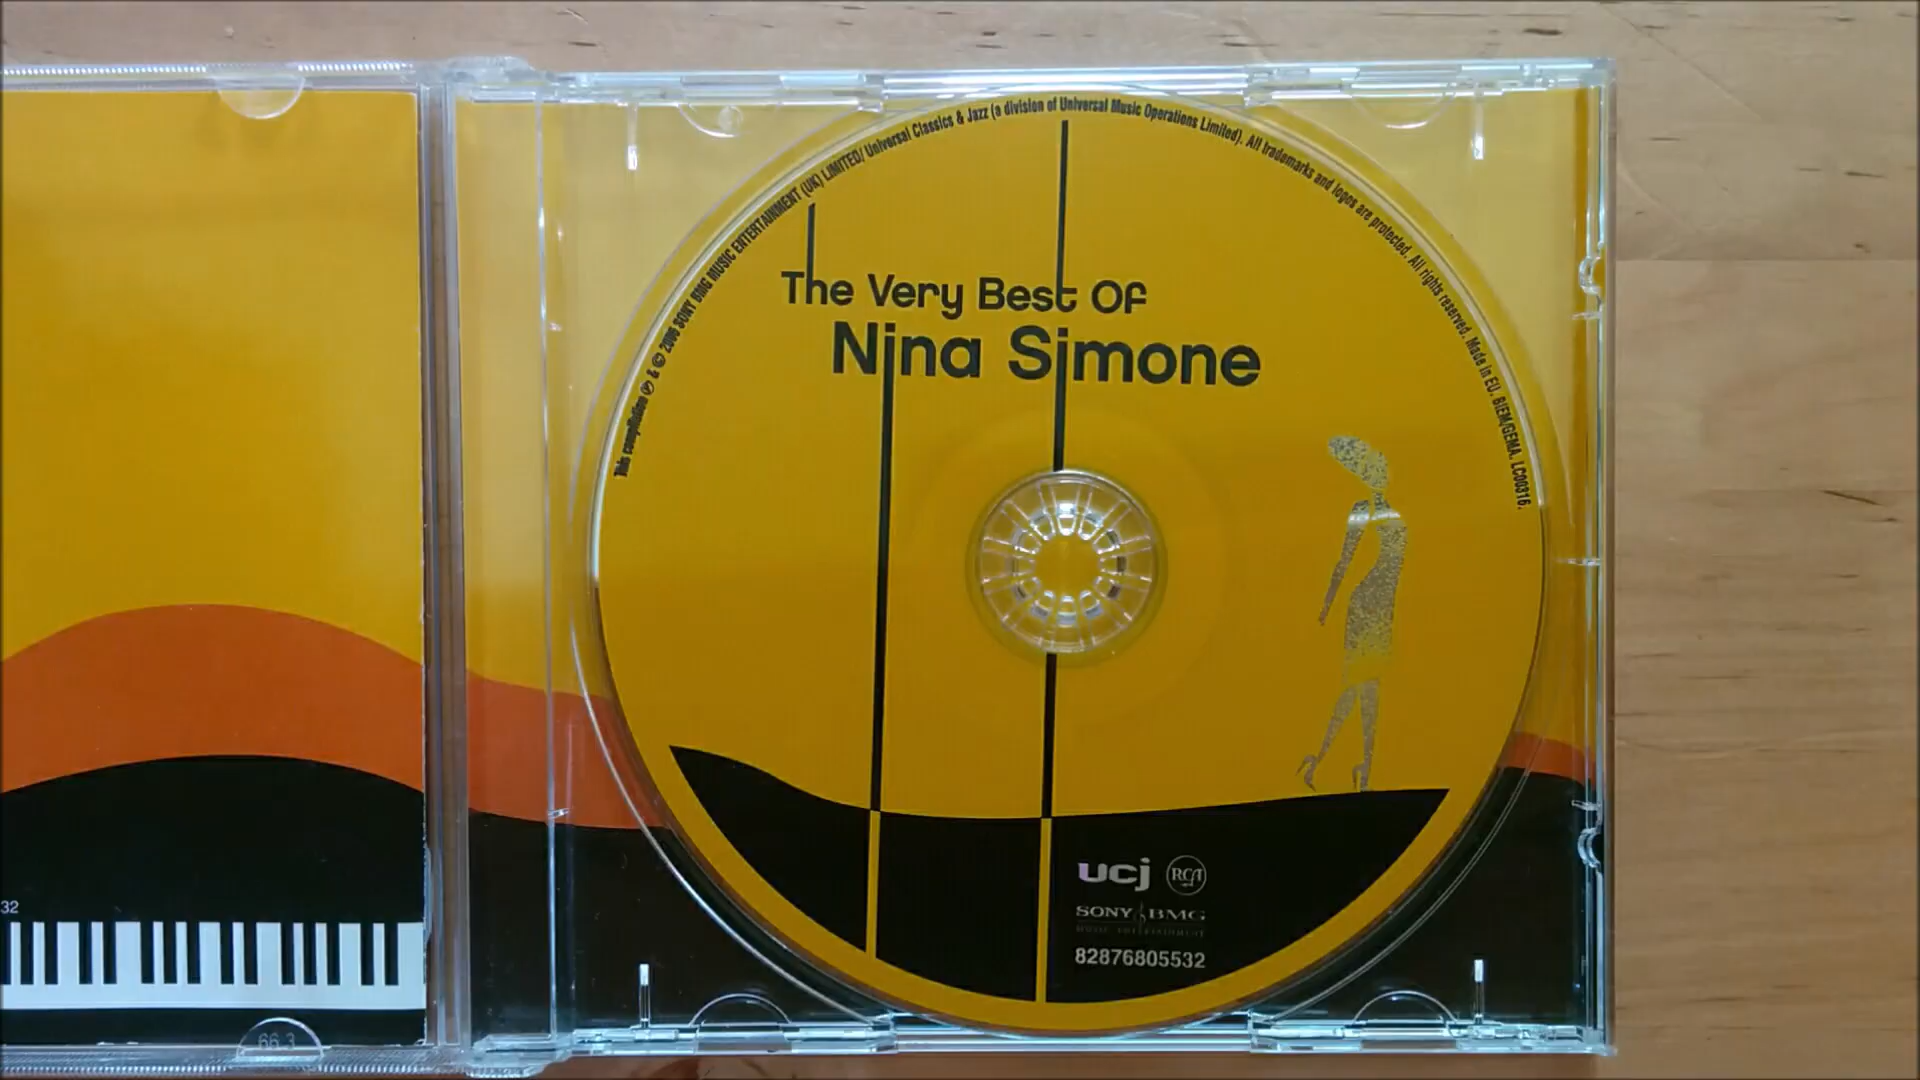 This compilation ℗ & © 2006 SONY BMG MUSIC ENTERTAINMENT (UK) LIMITED/ Universal Classics & Jazz (a division of Universal Music Operations Limited). All trademarks and logos are protected. All rights reserved. Made in EU. BIEM/GEMA. LC00316.
The Very Best Of
Nina Simone
ucj RCA
SONY BMG
MUSIC ENTERTAINMENT
82876805532
32
66.3